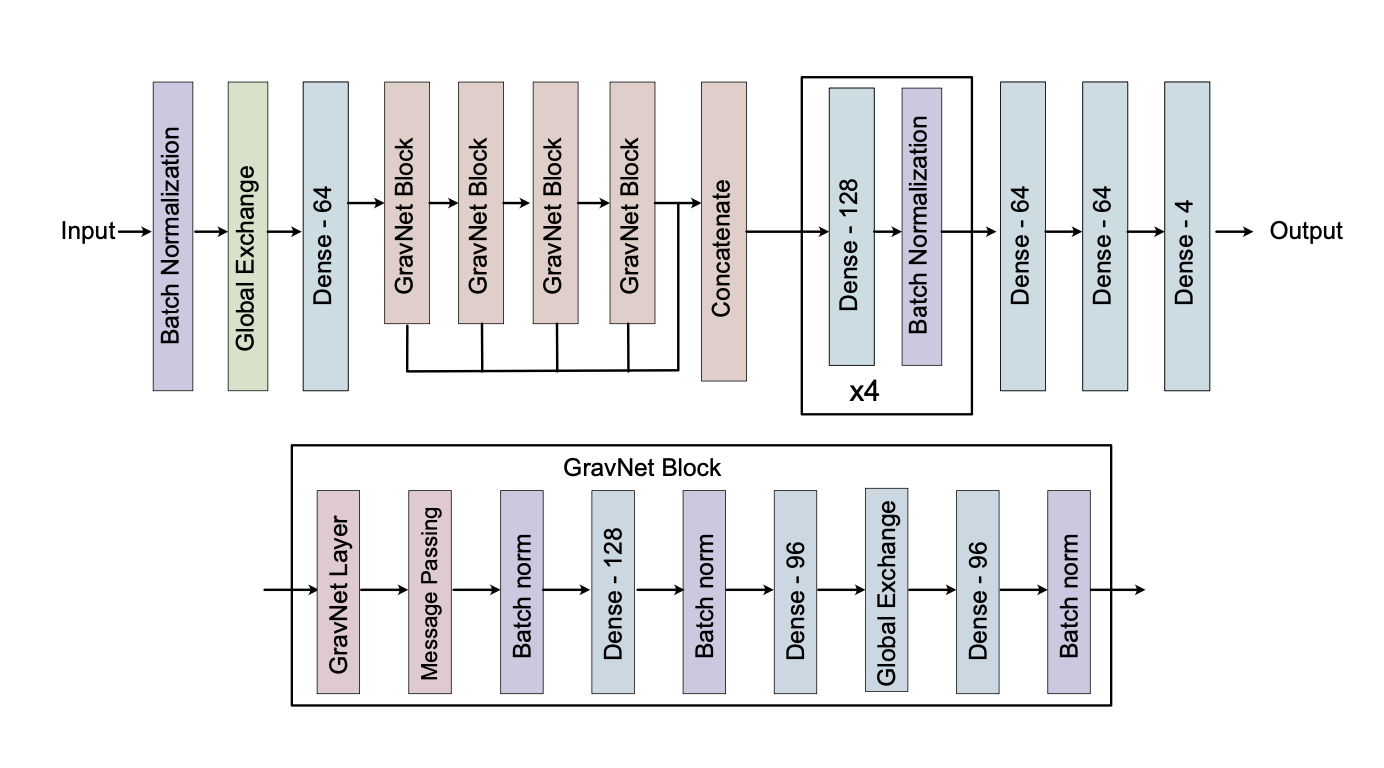 Input
Batch Normalization
Global Exchange
Dense - 64
GravNet Block
GravNet Block
GravNet Block
GravNet Block
Concatenate
Dense - 128
Batch Normalization
x4
Dense - 64
Dense - 64
Dense - 4
Output
GravNet Block
GravNet Layer
Message Passing
Batch norm
Dense - 128
Batch norm
Dense - 96
Global Exchange
Dense - 96
Batch norm